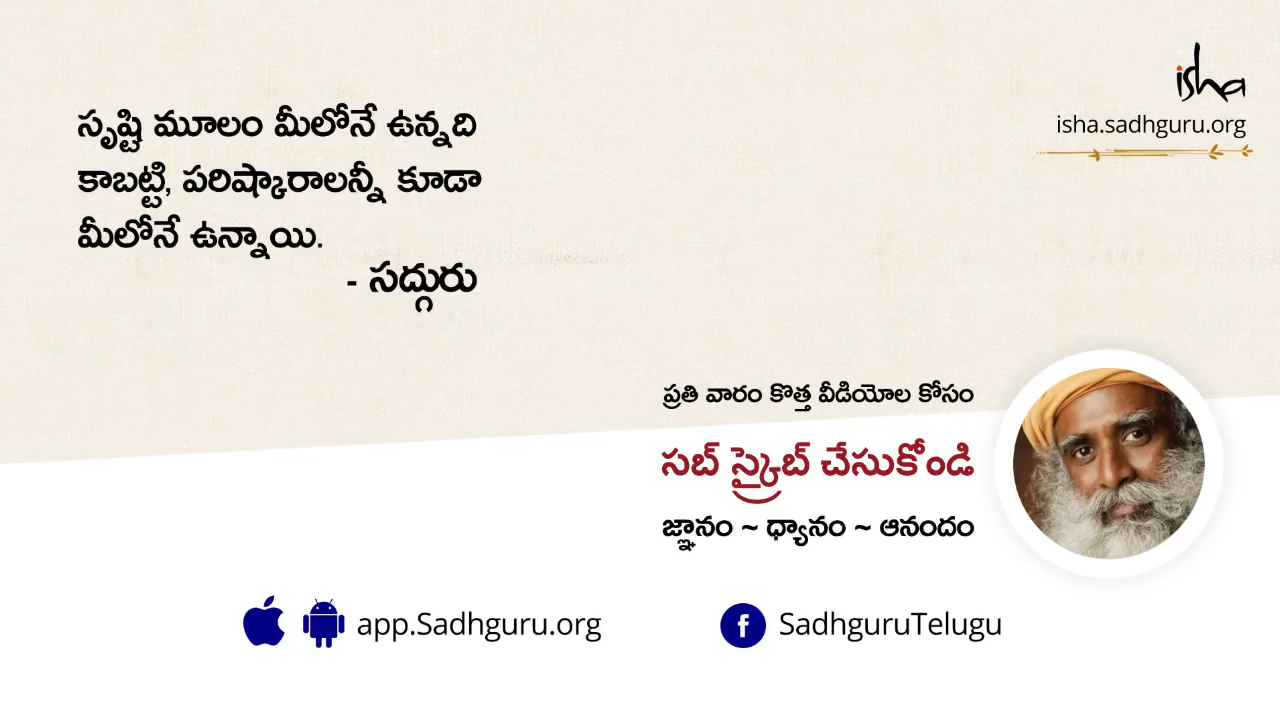 సృష్టి మూలం మీలోనే ఉన్నది
కాబట్టి, పరిష్కారాలన్నీ కూడా
మీలోనే ఉన్నాయి.
- సద్గురు
isha
isha.sadhguru.org
ప్రతి వారం కొత్త వీడియోల కోసం
సబ్ స్క్రైబ్ చేసుకోండి
జ్ఞానం ~ ధ్యానం ~ ఆనందం
app.Sadhguru.org
f SadhguruTelugu